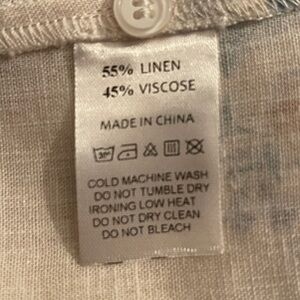 55% LINEN
45% VISCOSE
MADE IN CHINA
COLD MACHINE WASH
DO NOT TUMBLE DRY
IRONING LOW HEAT
DO NOT DRY CLEAN
DO NOT BLEACH